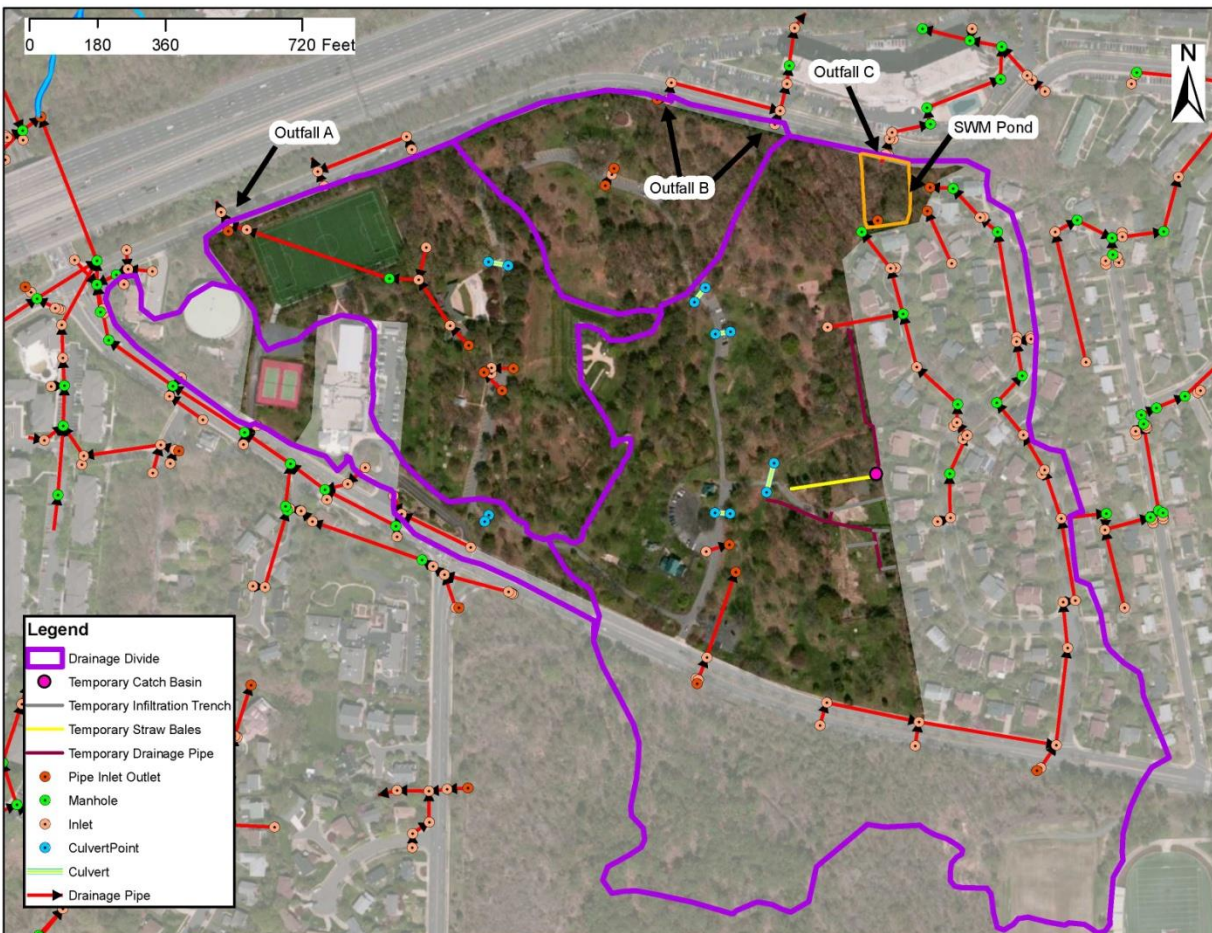 0 180 360 720 Feet
N
Outfall A
Outfall B
Outfall C
SWM Pond
Legend
Drainage Divide
Temporary Catch Basin
Temporary Infiltration Trench
Temporary Straw Bales
Temporary Drainage Pipe
Pipe Inlet Outlet
Manhole
Inlet
CulvertPoint
Culvert
Drainage Pipe